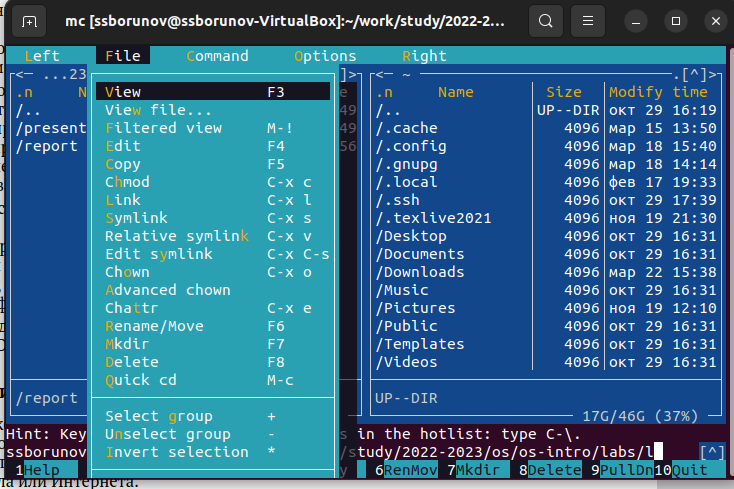 mc [ssborunov@ssborunov-VirtualBox]:~/work/study/2022-2...
Left File Command Options Right
<— ...23
.n N
/..
/present
/report
/report
View F3
View file...
Filtered view M-!
Edit F4
Copy F5
Chmod C-x c
Link C-x l
Symlink C-x s
Relative symlink C-x v
Edit symlink C-x C-s
Chown C-x o
Advanced chown
Chattr C-x e
Rename/Move F6
Mkdir F7
Delete F8
Quick cd M-c
Select group +
Unselect group -
Invert selection *
]>
e
49
49
56
<— ~ .[^]>
.n Name Size Modify time
/.. UP--DIR окт 29 16:19
/.cache 4096 мар 15 13:50
/.config 4096 мар 18 15:40
/.gnupg 4096 мар 18 14:14
/.local 4096 фев 17 19:33
/.ssh 4096 окт 29 17:39
/.texlive2021 4096 ноя 19 21:30
/Desktop 4096 окт 29 16:31
/Documents 4096 окт 29 16:31
/Downloads 4096 мар 22 15:38
/Music 4096 окт 29 16:31
/Pictures 4096 ноя 19 12:10
/Public 4096 окт 29 16:31
/Templates 4096 окт 29 16:31
/Videos 4096 окт 29 16:31
UP--DIR
17G/46G (37%)
Hint: Key s in the hotlist: type C-\.
ssborunov /study/2022-2023/os/os-intro/labs/l [^]
1Help y 6RenMov 7Mkdir 8Delete 9PullDn 10Quit
ла или Интернета.